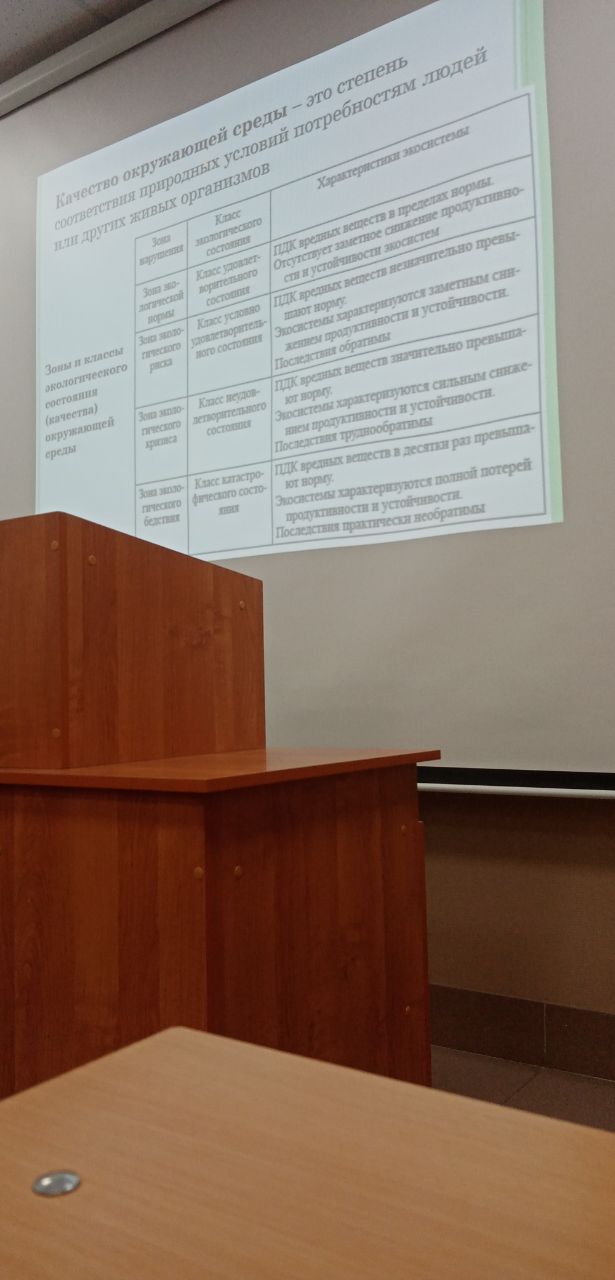 Качество окружающей среды – это степень
соответствия природных условий потребностям людей
или других живых организмов
Зоны и классы
экологического
состояния
(качества)
окружающей
среды
Зона
нарушения
Класс
экологического
состояния
Характеристики экосистемы
Зона эко-
логической
нормы
Класс удовлет-
ворительного
состояния
ПДК вредных веществ в пределах нормы.
Отсутствует заметное снижение продуктивно-
сти и устойчивости экосистем
Зона эколо-
гического
риска
Класс условно
удовлетворитель-
ного состояния
ПДК вредных веществ незначительно превы-
шают норму.
Экосистемы характеризуются заметным сни-
жением продуктивности и устойчивости.
Последствия обратимы
Зона эколо-
гического
кризиса
Класс неудов-
летворительного
состояния
ПДК вредных веществ значительно превыша-
ют норму.
Экосистемы характеризуются сильным сниже-
нием продуктивности и устойчивости.
Последствия труднообратимы
Зона эколо-
гического
бедствия
Класс катастро-
фического состо-
яния
ПДК вредных веществ в десятки раз превыша-
ют норму.
Экосистемы характеризуются полной потерей
продуктивности и устойчивости.
Последствия практически необратимы